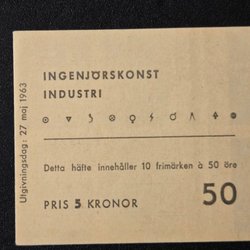 Utgivningsdag: 27 maj 1963
INGENJÖRSKONST
INDUSTRI
Detta häfte innehåller 10 frimärken à 50 öre
PRIS 5 KRONOR
50